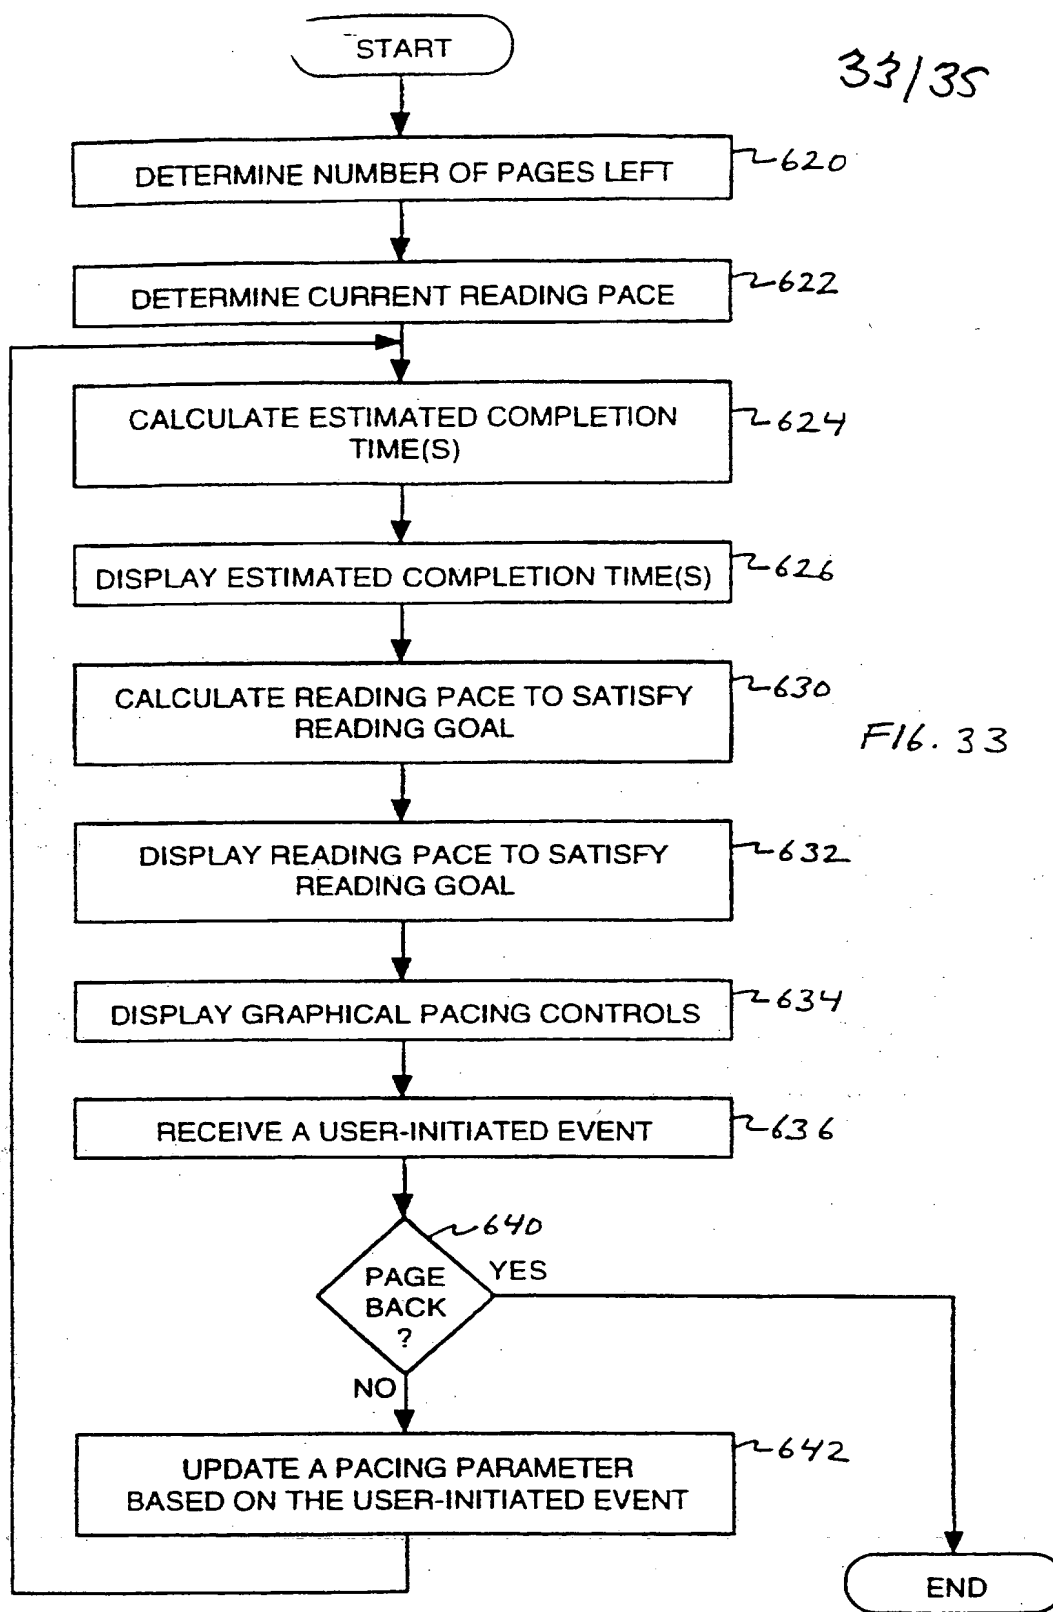 START
33/35
DETERMINE NUMBER OF PAGES LEFT
620
DETERMINE CURRENT READING PACE
622
CALCULATE ESTIMATED COMPLETION
TIME(S)
624
DISPLAY ESTIMATED COMPLETION TIME(S)
626
CALCULATE READING PACE TO SATISFY
READING GOAL
630
FIG. 33
DISPLAY READING PACE TO SATISFY
READING GOAL
632
DISPLAY GRAPHICAL PACING CONTROLS
634
RECEIVE A USER-INITIATED EVENT
636
640
PAGE
BACK
?
YES
NO
UPDATE A PACING PARAMETER
BASED ON THE USER-INITIATED EVENT
642
END